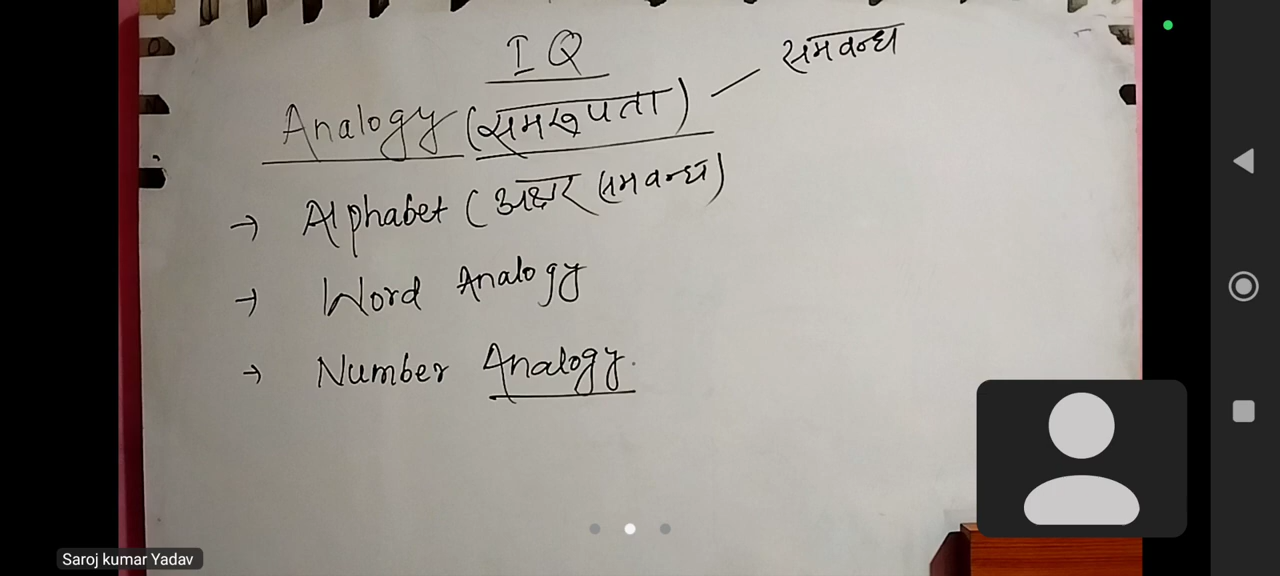 I Q
Analogy (समरूपता) — समवन्ध
→ Alphabet (अक्षर समवन्ध)
→ Word Analogy
→ Number Analogy.
Saroj kumar Yadav